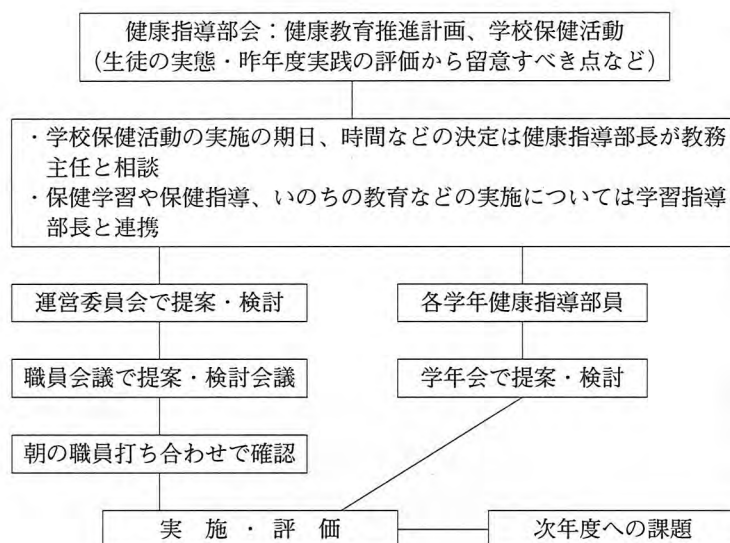 健康指導部会：健康教育推進計画、学校保健活動
（生徒の実態・昨年度実践の評価から留意すべき点など）
・学校保健活動の実施の期日、時間などの決定は健康指導部長が教務
主任と相談
・保健学習や保健指導、いのちの教育などの実施については学習指導
部長と連携
運営委員会で提案・検討
各学年健康指導部員
職員会議で提案・検討会議
学年会で提案・検討
朝の職員打ち合わせで確認
実施・評価
次年度への課題